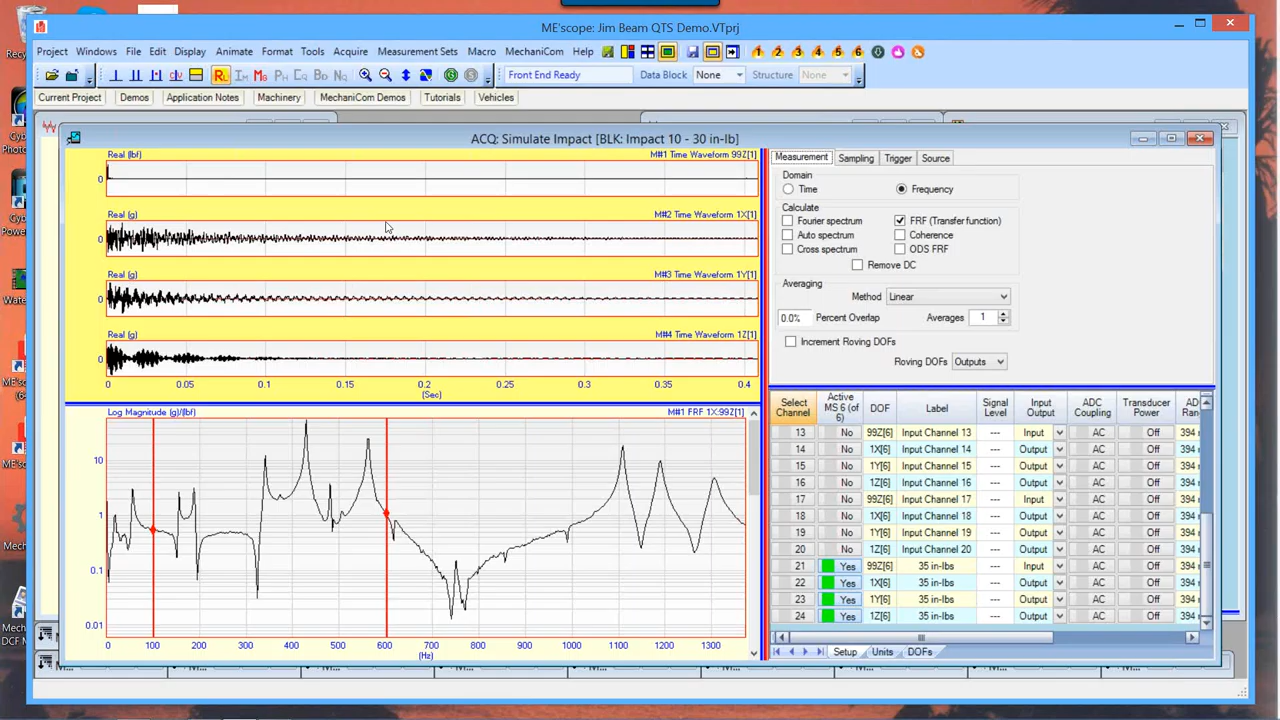 ME'scope: Jim Beam QTS Demo.VTprj
Project Windows File Edit Display Animate Format Tools Acquire Measurement Sets Macro MechaniCom Help 1 2 3 4 5 6
Front End Ready Data Block None Structure None
Current Project Demos Application Notes Machinery MechaniCom Demos Tutorials Vehicles
ACQ: Simulate Impact [BLK: Impact 10 - 30 in-lb]
Real (lbf) M#1 Time Waveform 99Z[1]
0
Real (g) M#2 Time Waveform 1X[1]
0
Real (g) M#3 Time Waveform 1Y[1]
0
Real (g) M#4 Time Waveform 1Z[1]
0
0 0.05 0.1 0.15 0.2 0.25 0.3 0.35 0.4
(Sec)
Log Magnitude (g)/(lbf) M#1 FRF 1X:99Z[1]
10
1
0.1
0.01
0 100 200 300 400 500 600 700 800 900 1000 1100 1200 1300
(Hz)
Measurement Sampling Trigger Source
Domain
Time Frequency
Calculate
Fourier spectrum FRF (Transfer function)
Auto spectrum Coherence
Cross spectrum ODS FRF
Remove DC
Averaging
Method Linear
0.0% Percent Overlap Averages 1
Increment Roving DOFs
Roving DOFs Outputs
Select Channel Active MS 6 (of 6) DOF Label Signal Level Input Output ADC Coupling Transducer Power
13 No 99Z[6] Input Channel 13 --- Input AC Off 394
14 No 1X[6] Input Channel 14 --- Output AC Off 394
15 No 1Y[6] Input Channel 15 --- Output AC Off 394
16 No 1Z[6] Input Channel 16 --- Output AC Off 394
17 No 99Z[6] Input Channel 17 --- Input AC Off 394
18 No 1X[6] Input Channel 18 --- Output AC Off 394
19 No 1Y[6] Input Channel 19 --- Output AC Off 394
20 No 1Z[6] Input Channel 20 --- Output AC Off 394
21 Yes 99Z[6] 35 in-lbs --- Input AC Off 394
22 Yes 1X[6] 35 in-lbs --- Output AC Off 394
23 Yes 1Y[6] 35 in-lbs --- Output AC Off 394
24 Yes 1Z[6] 35 in-lbs --- Output AC Off 394
Setup Units DOFs